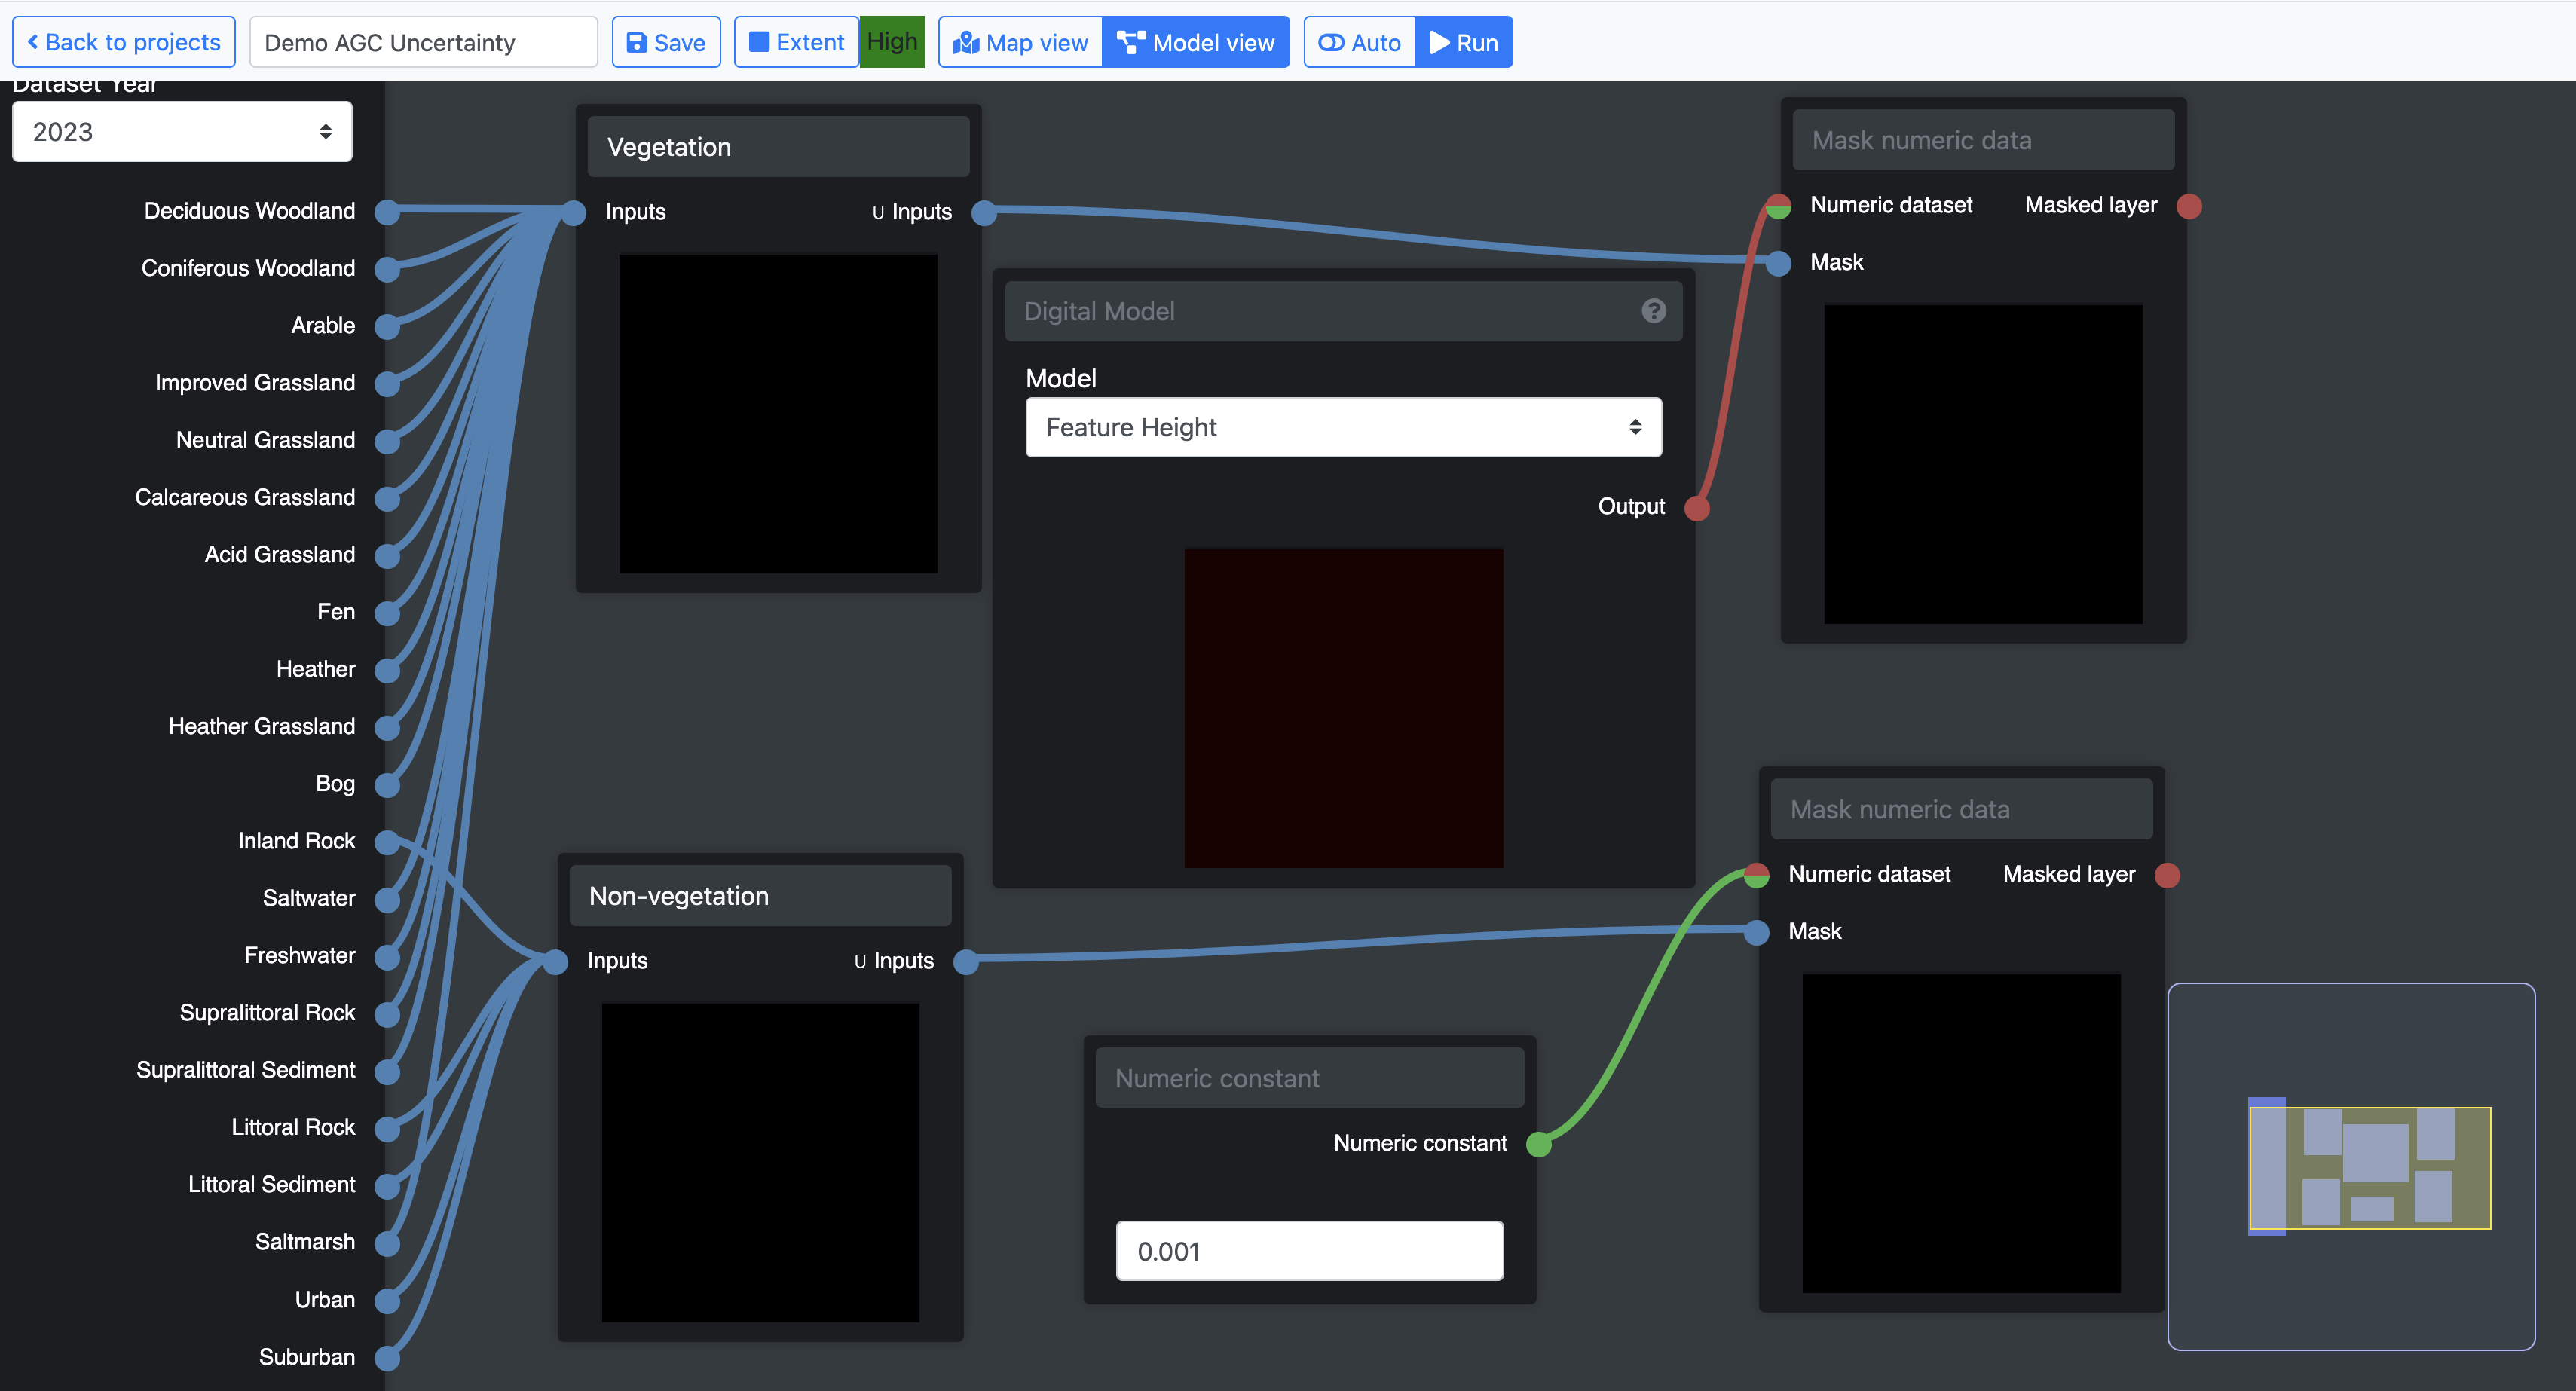 Back to projects
Demo AGC Uncertainty
Save
Extent
High
Map view
Model view
Auto
Run
Dataset Year
2023
Deciduous Woodland
Coniferous Woodland
Arable
Improved Grassland
Neutral Grassland
Calcareous Grassland
Acid Grassland
Fen
Heather
Heather Grassland
Bog
Inland Rock
Saltwater
Freshwater
Supralittoral Rock
Supralittoral Sediment
Littoral Rock
Littoral Sediment
Saltmarsh
Urban
Suburban
Vegetation
Inputs
∪ Inputs
Non-vegetation
Inputs
∪ Inputs
Digital Model
Model
Feature Height
Output
Numeric constant
Numeric constant
0.001
Mask numeric data
Numeric dataset
Masked layer
Mask
Mask numeric data
Numeric dataset
Masked layer
Mask